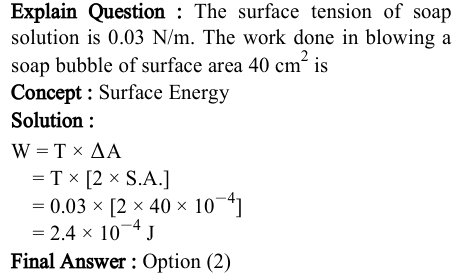 Explain Question : The surface tension of soap
solution is 0.03 N/m. The work done in blowing a
soap bubble of surface area 40 cm² is
Concept : Surface Energy
Solution :
W = T × ΔA
= T × [2 × S.A.]
= 0.03 × [2 × 40 × 10⁻⁴]
= 2.4 × 10⁻⁴ J
Final Answer : Option (2)